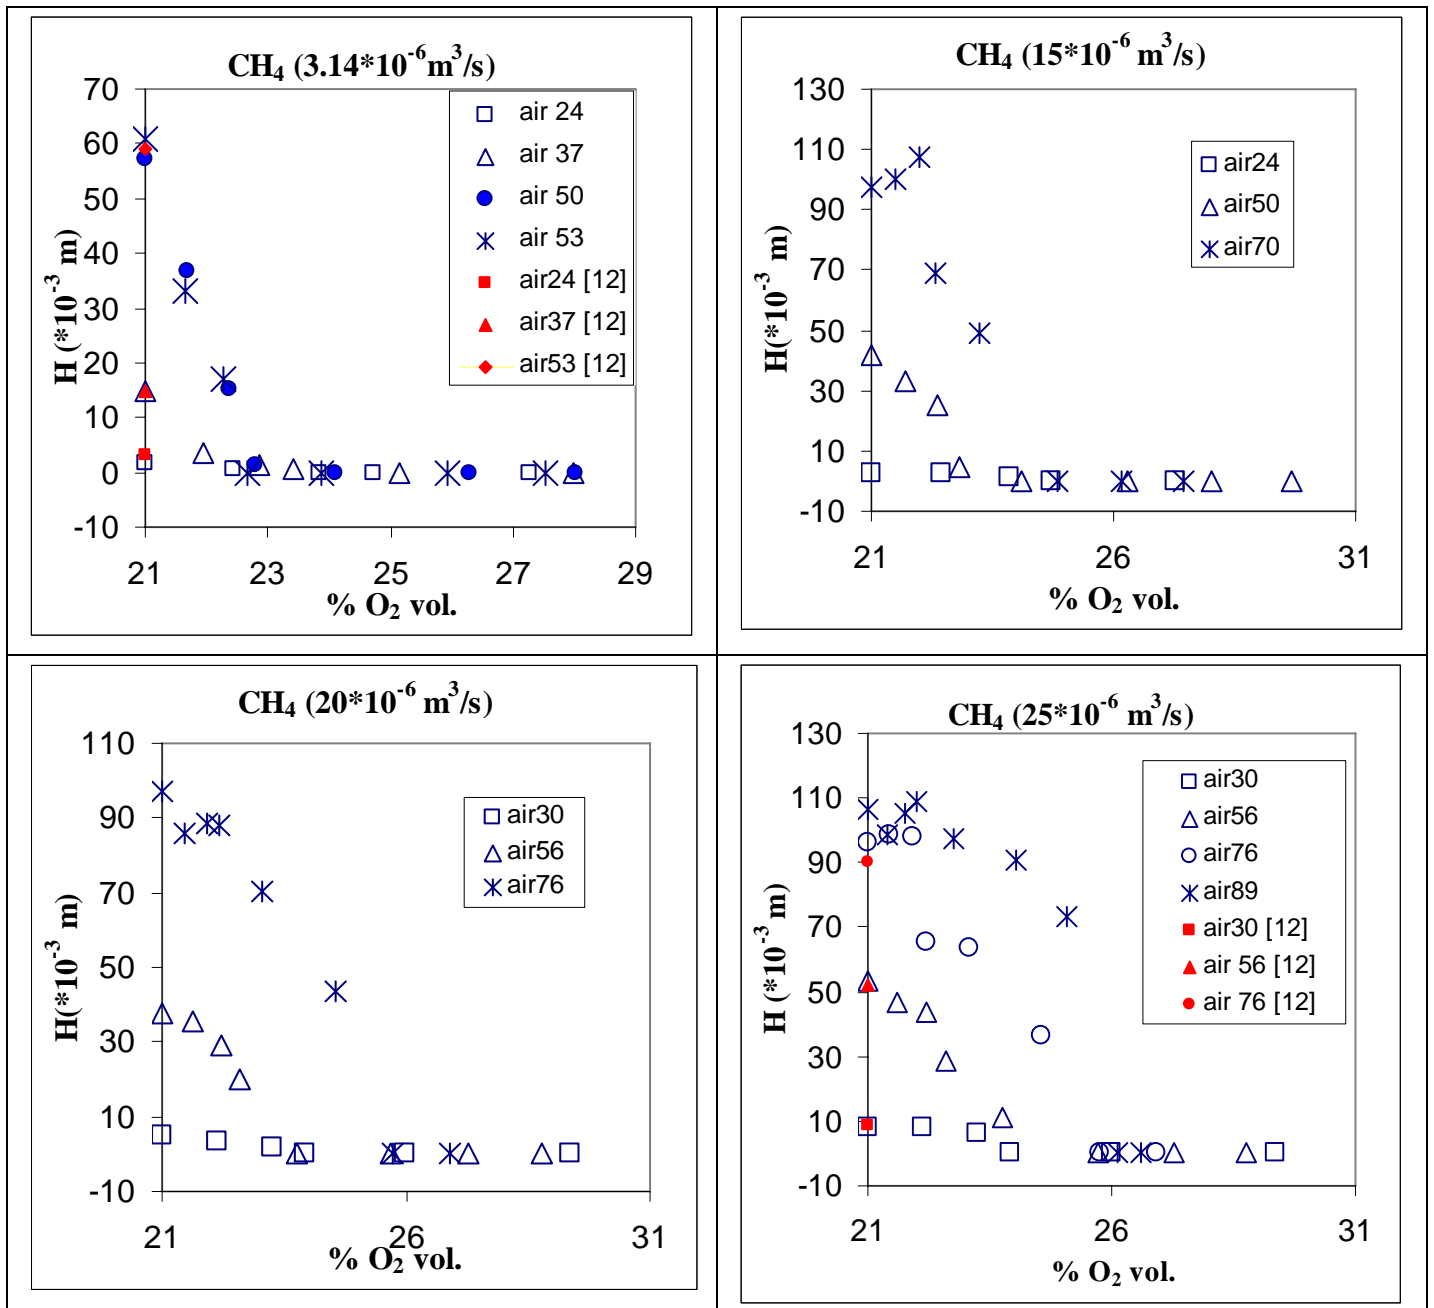 CH4 (3.14*10-6m3/s)
70
60
50
40
30
20
10
0
-10
H (*10-3 m)
air 24
air 37
air 50
air 53
air24 [12]
air37 [12]
air53 [12]
21 23 25 27 29
% O2 vol.
CH4 (15*10-6 m3/s)
130
110
90
70
50
30
10
-10
H(*10-3 m)
air24
air50
air70
21 26 31
% O2 vol.
CH4 (20*10-6 m3/s)
110
90
70
50
30
10
-10
H(*10-3 m)
air30
air56
air76
21 26 31
% O2 vol.
CH4 (25*10-6 m3/s)
130
110
90
70
50
30
10
-10
H (*10-3 m)
air30
air56
air76
air89
air30 [12]
air 56 [12]
air 76 [12]
21 26 31
% O2 vol.